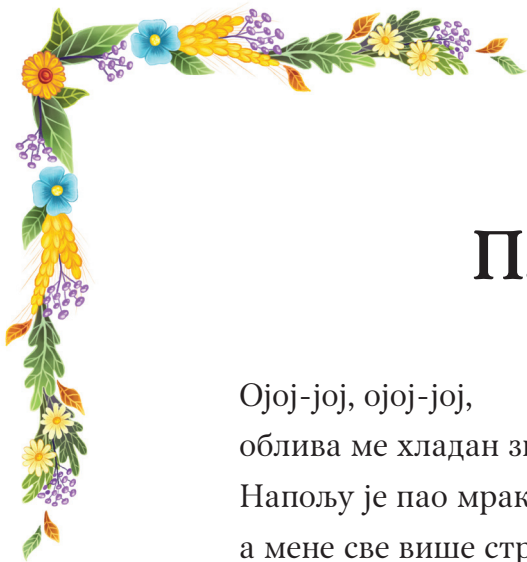 Ојој-јој, ојој-јој,
облива ме хладан
Напољу је пао мрак
а мене све више